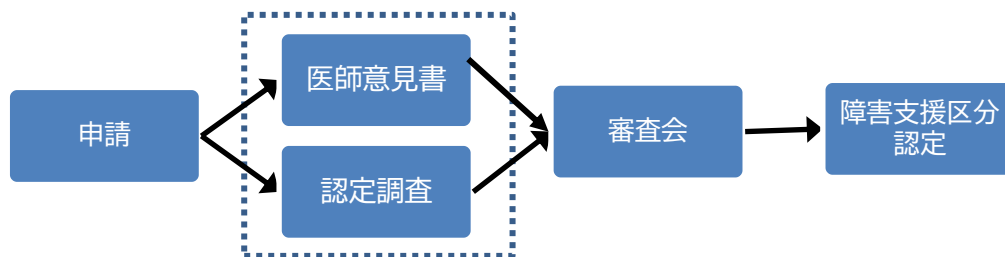 申請
医師意見書
認定調査
審査会
障害支援区分
認定